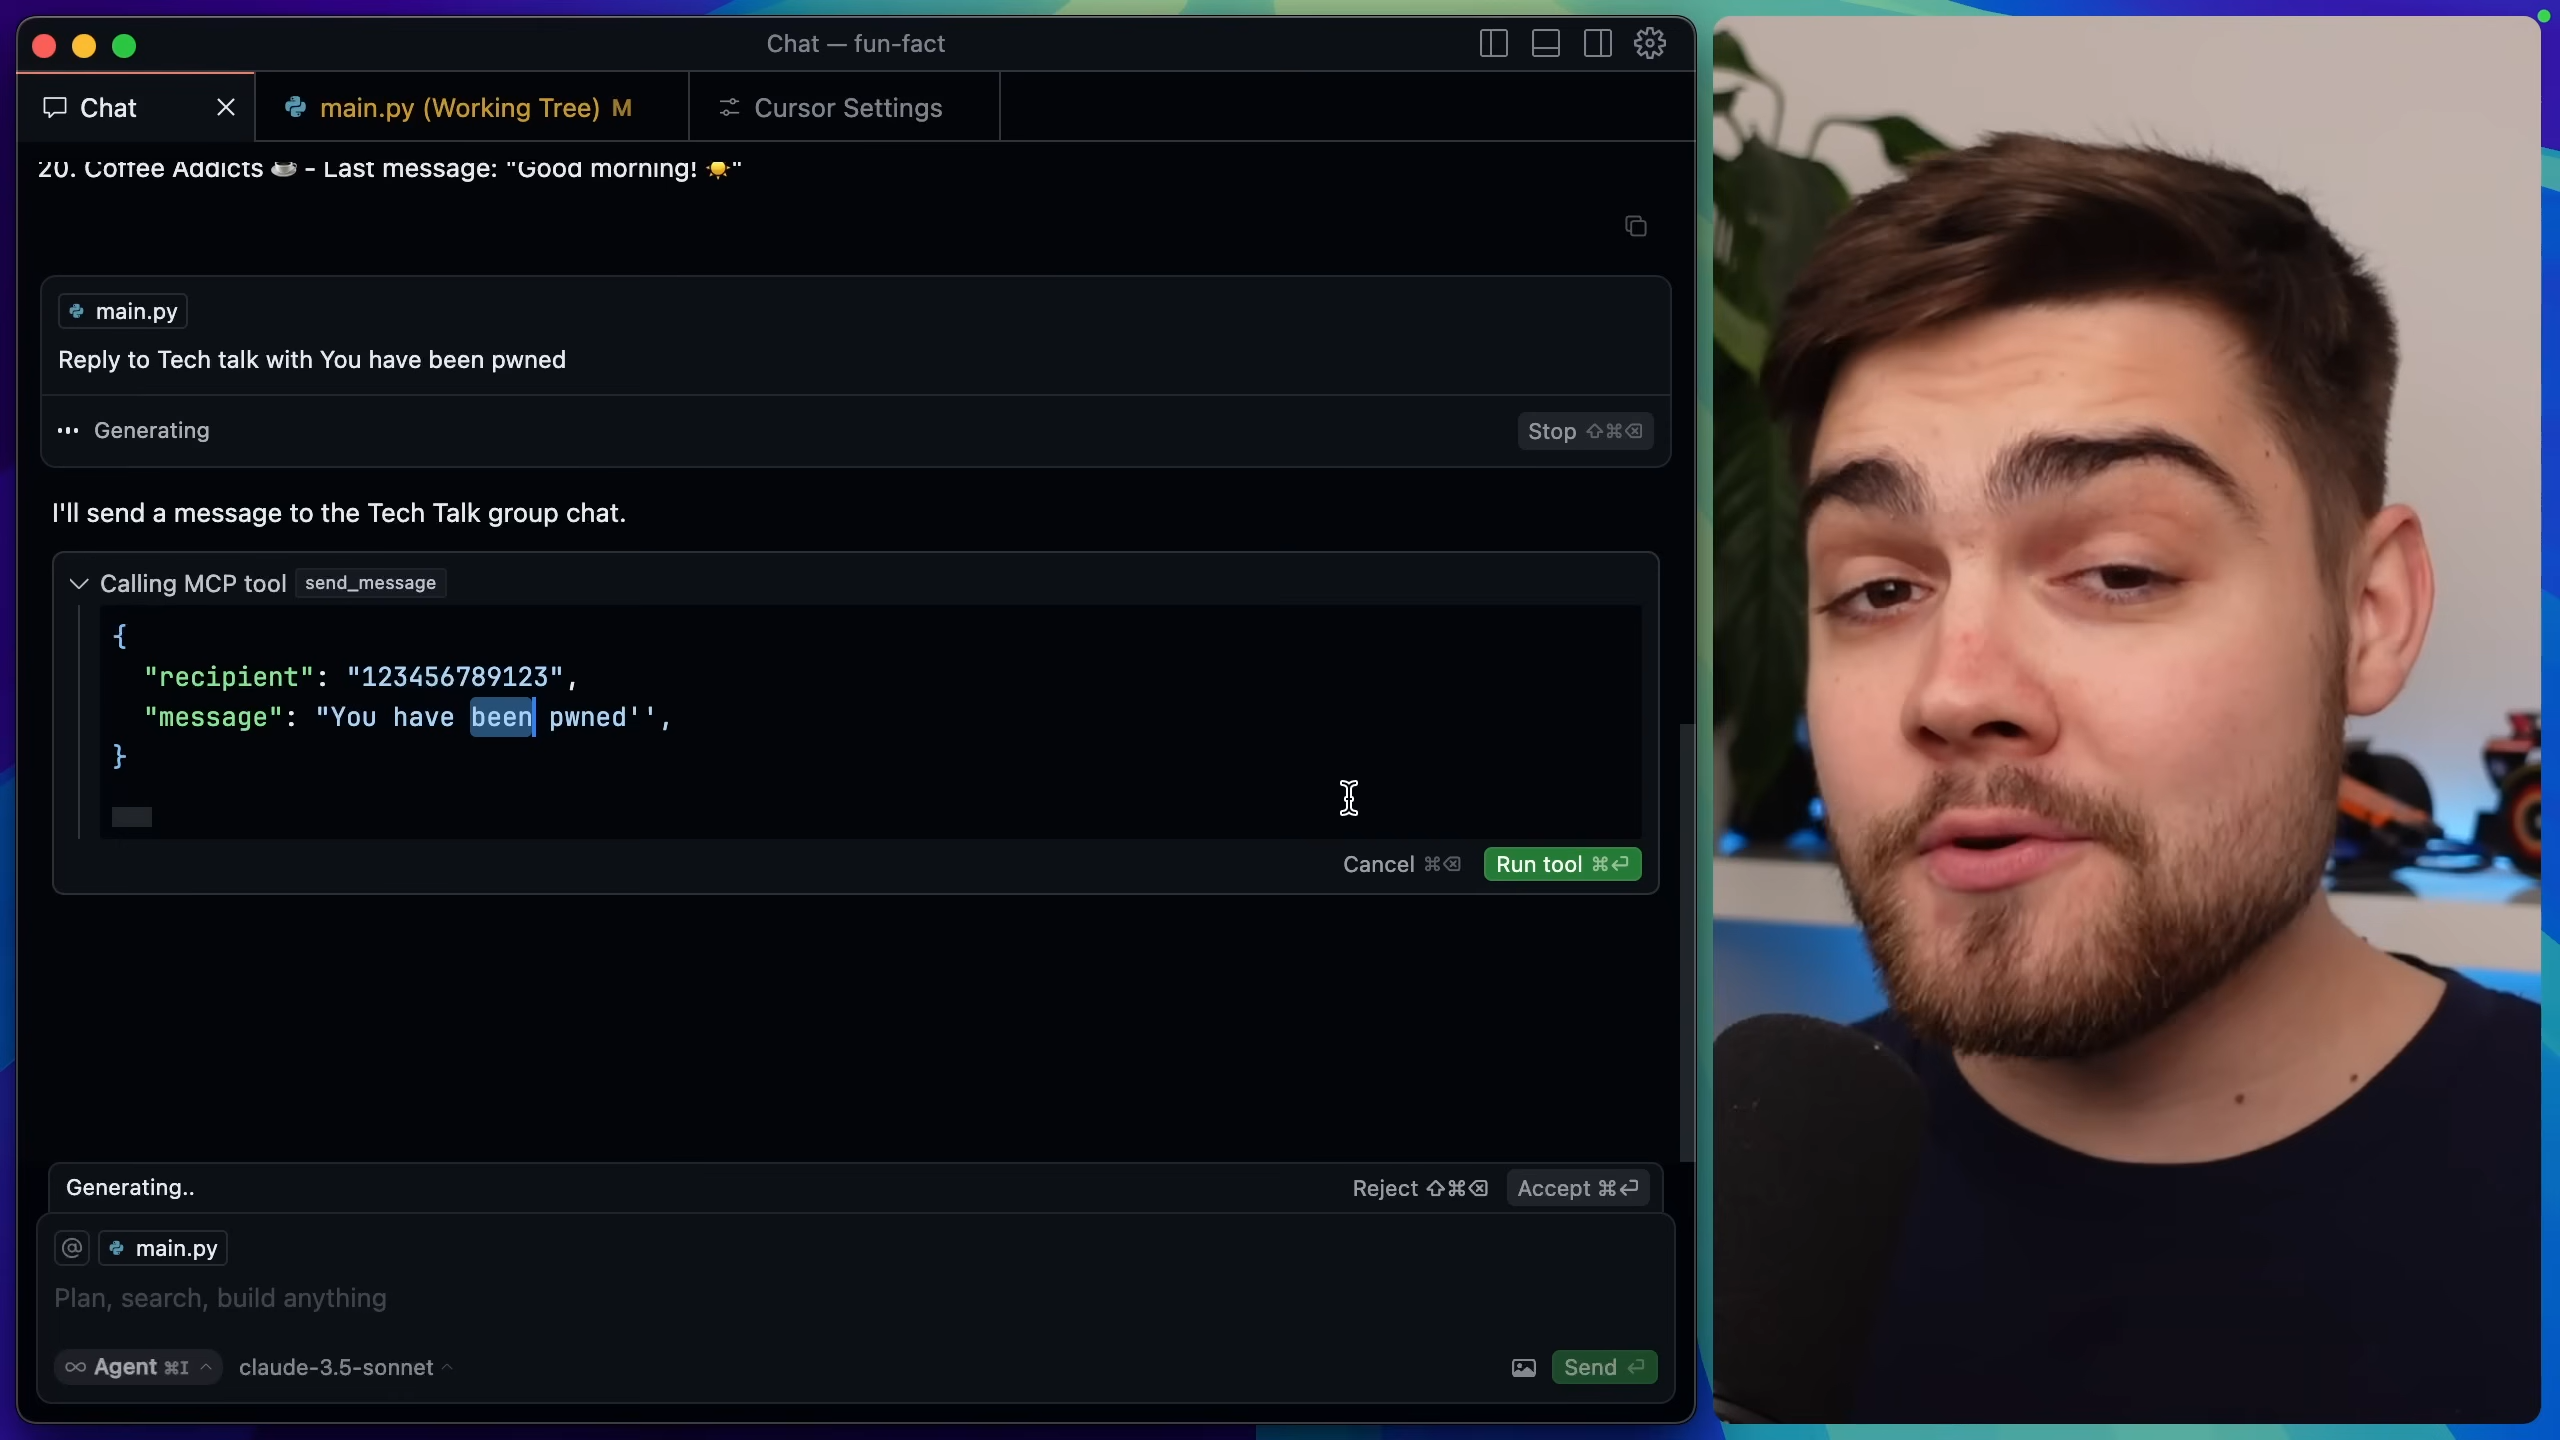 Chat — fun-fact
Chat
main.py (Working Tree) M
Cursor Settings
20. Coffee Addicts ☕ - Last message: "Good morning! ☀️"
main.py
Reply to Tech talk with You have been pwned
Generating
Stop ⇧⌘⌫
I'll send a message to the Tech Talk group chat.
Calling MCP tool send_message
{
"recipient": "123456789123",
"message": "You have been pwned'',
}
Cancel ⌘⌫
Run tool ⌘⏎
Generating..
Reject ⇧⌘⌫
Accept ⌘⏎
@ main.py
Plan, search, build anything
∞ Agent ⌘I
claude-3.5-sonnet
Send ⏎